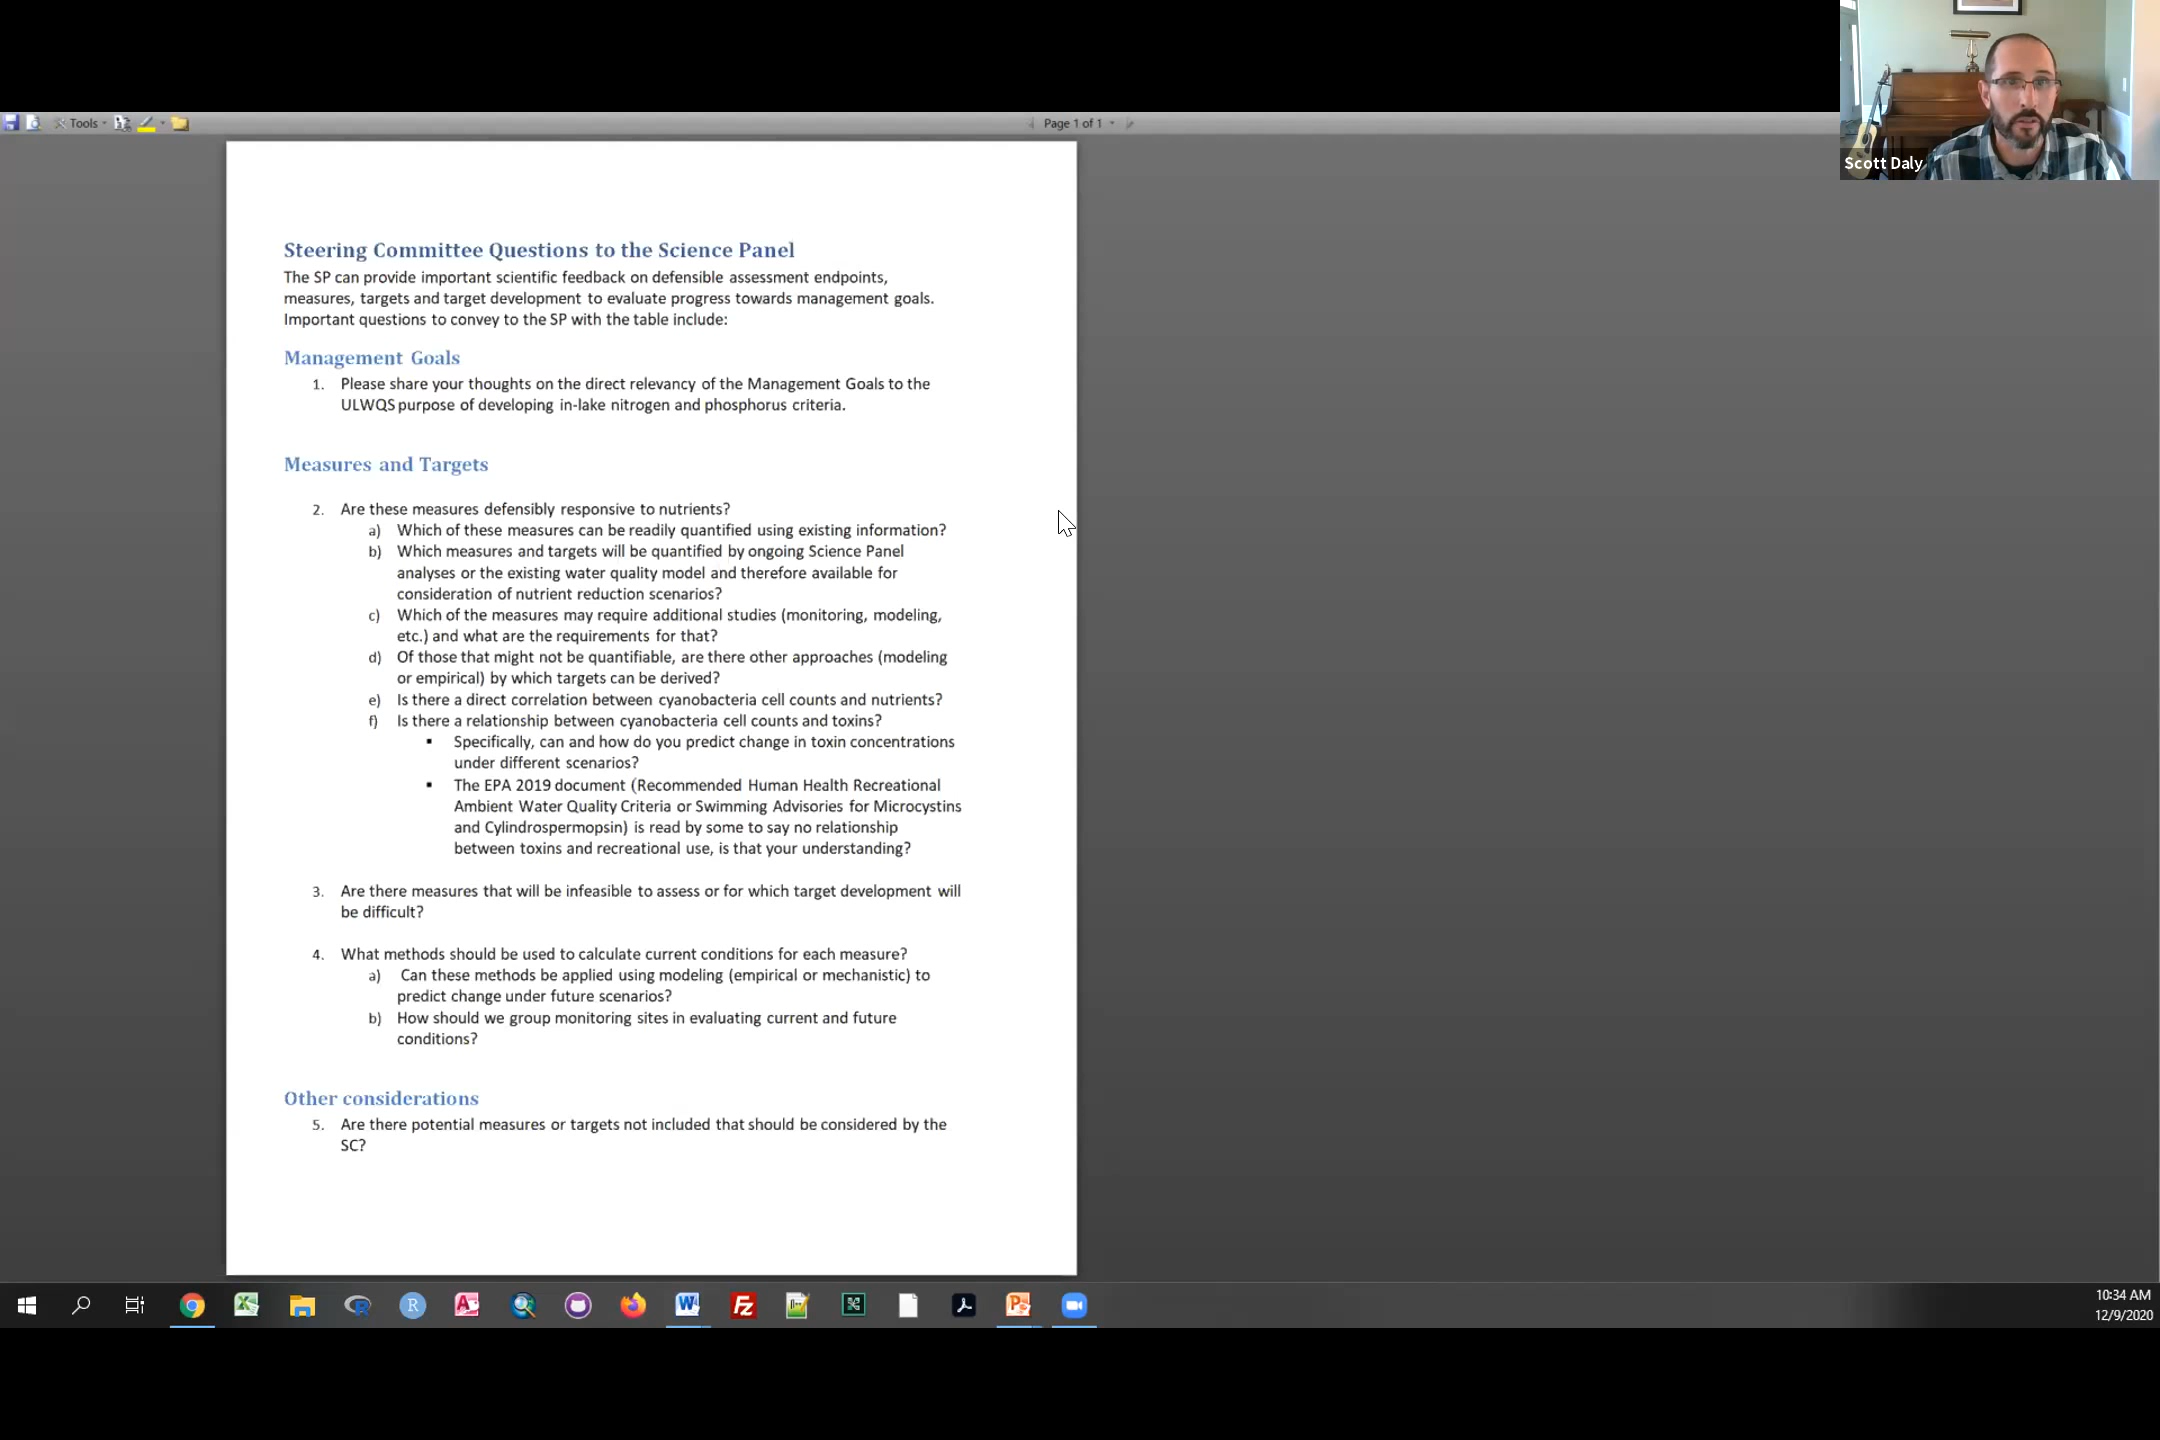 Scott Daly
Tools
Page 1 of 1
Steering Committee Questions to the Science Panel
The SP can provide important scientific feedback on defensible assessment endpoints,
measures, targets and target development to evaluate progress towards management goals.
Important questions to convey to the SP with the table include:
Management Goals
1. Please share your thoughts on the direct relevancy of the Management Goals to the
ULWQS purpose of developing in-lake nitrogen and phosphorus criteria.
Measures and Targets
2. Are these measures defensibly responsive to nutrients?
a) Which of these measures can be readily quantified using existing information?
b) Which measures and targets will be quantified by ongoing Science Panel
analyses or the existing water quality model and therefore available for
consideration of nutrient reduction scenarios?
c) Which of the measures may require additional studies (monitoring, modeling,
etc.) and what are the requirements for that?
d) Of those that might not be quantifiable, are there other approaches (modeling
or empirical) by which targets can be derived?
e) Is there a direct correlation between cyanobacteria cell counts and nutrients?
f) Is there a relationship between cyanobacteria cell counts and toxins?
▪ Specifically, can and how do you predict change in toxin concentrations
under different scenarios?
▪ The EPA 2019 document (Recommended Human Health Recreational
Ambient Water Quality Criteria or Swimming Advisories for Microcystins
and Cylindrospermopsin) is read by some to say no relationship
between toxins and recreational use, is that your understanding?
3. Are there measures that will be infeasible to assess or for which target development will
be difficult?
4. What methods should be used to calculate current conditions for each measure?
a) Can these methods be applied using modeling (empirical or mechanistic) to
predict change under future scenarios?
b) How should we group monitoring sites in evaluating current and future
conditions?
Other considerations
5. Are there potential measures or targets not included that should be considered by the
SC?
10:34 AM
12/9/2020